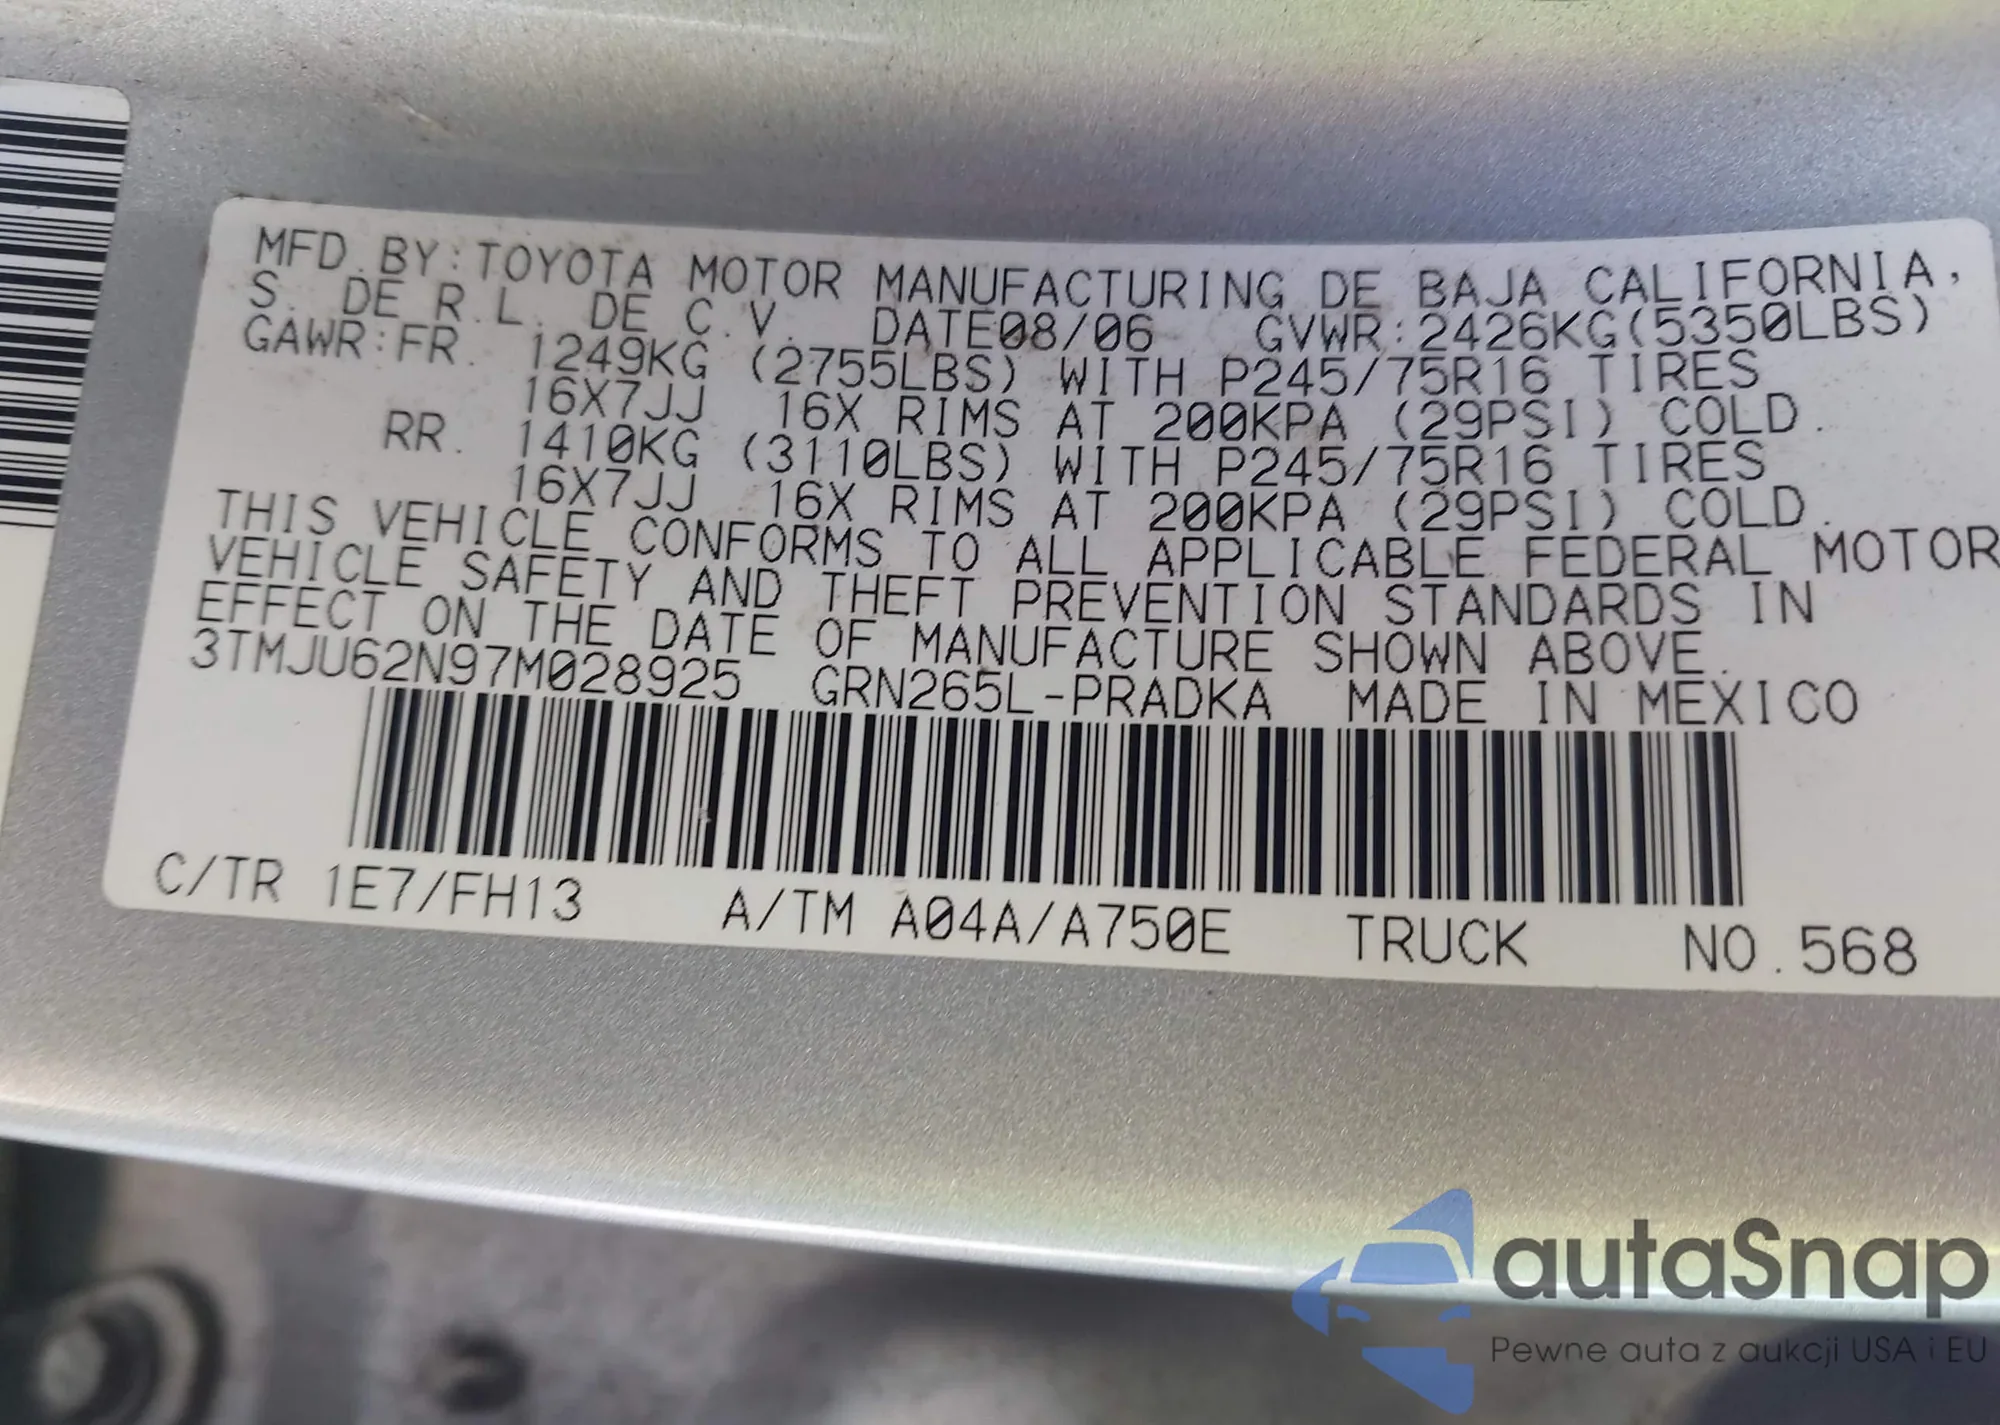 MFD.BY:TOYOTA MOTOR MANUFACTURING DE BAJA CALIFORNIA,
S. DE R.L. DE C.V. DATE08/06 GVWR:2426KG(5350LBS)
GAWR:FR. 1249KG (2755LBS) WITH P245/75R16 TIRES
16X7JJ 16X RIMS AT 200KPA (29PSI) COLD.
RR. 1410KG (3110LBS) WITH P245/75R16 TIRES
16X7JJ 16X RIMS AT 200KPA (29PSI) COLD.
THIS VEHICLE CONFORMS TO ALL APPLICABLE FEDERAL MOTOR
VEHICLE SAFETY AND THEFT PREVENTION STANDARDS IN
EFFECT ON THE DATE OF MANUFACTURE SHOWN ABOVE.
3TMJU62N97M028925 GRN265L-PRADKA MADE IN MEXICO
C/TR 1E7/FH13 A/TM A04A/A750E TRUCK NO.568
autaSnap
Pewne auta z aukcji USA i EU